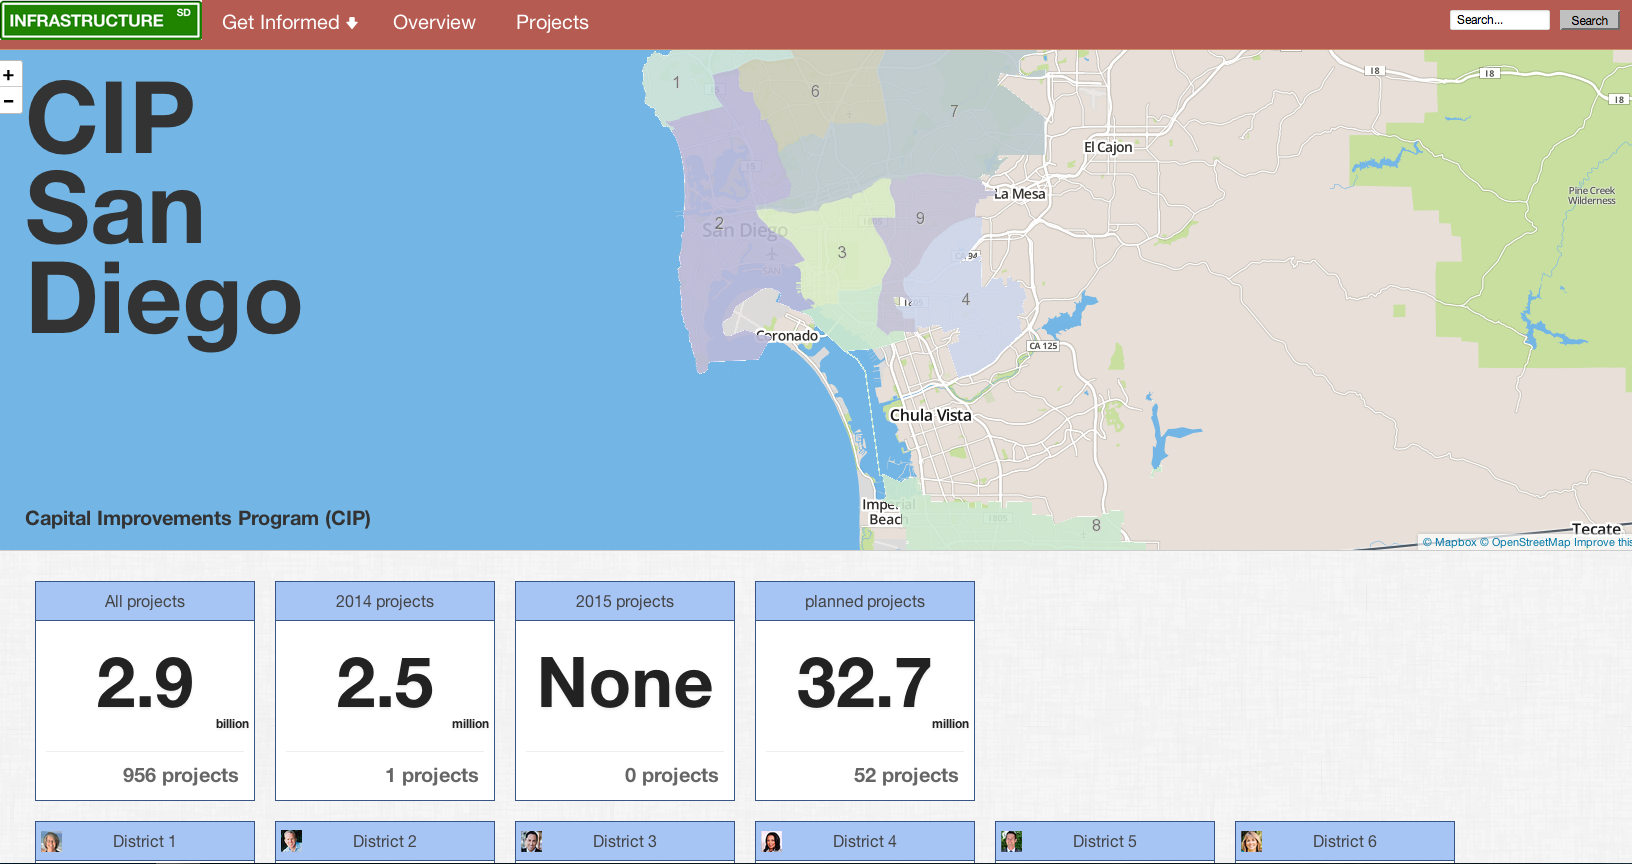 INFRASTRUCTURE SD
Get Informed
Overview
Projects
Search...
Search
+
-
CIP
San
Diego
Capital Improvements Program (CIP)
1
6
7
2
9
3
4
8
18
18
18
El Cajon
La Mesa
Pine Creek
Wilderness
San Diego
SAN
CA 94
1805
Coronado
CA 125
Chula Vista
Imperial
Beach
1805
Tecate
© Mapbox © OpenStreetMap Improve this
All projects
2.9
billion
956 projects
2014 projects
2.5
million
1 projects
2015 projects
None
0 projects
planned projects
32.7
million
52 projects
District 1
District 2
District 3
District 4
District 5
District 6